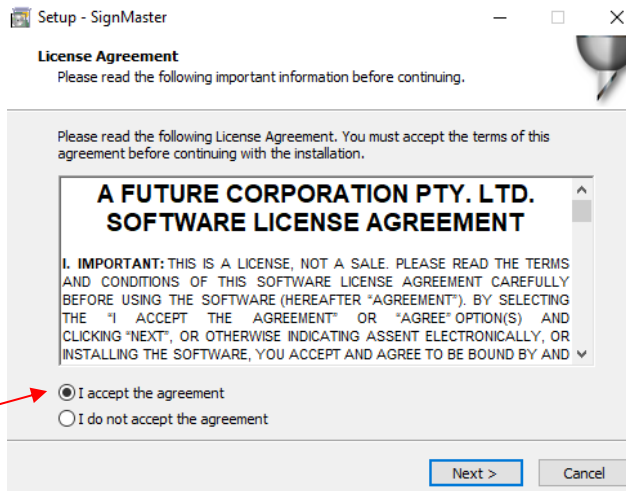 Setup - SignMaster
License Agreement
Please read the following important information before continuing.
Please read the following License Agreement. You must accept the terms of this
agreement before continuing with the installation.
A FUTURE CORPORATION PTY. LTD.
SOFTWARE LICENSE AGREEMENT
I. IMPORTANT: THIS IS A LICENSE, NOT A SALE. PLEASE READ THE TERMS
AND CONDITIONS OF THIS SOFTWARE LICENSE AGREEMENT CAREFULLY
BEFORE USING THE SOFTWARE (HEREAFTER “AGREEMENT”). BY SELECTING
THE “I ACCEPT THE AGREEMENT” OR “AGREE” OPTION(S) AND
CLICKING “NEXT”, OR OTHERWISE INDICATING ASSENT ELECTRONICALLY, OR
INSTALLING THE SOFTWARE, YOU ACCEPT AND AGREE TO BE BOUND BY AND
I accept the agreement
I do not accept the agreement
Next >
Cancel